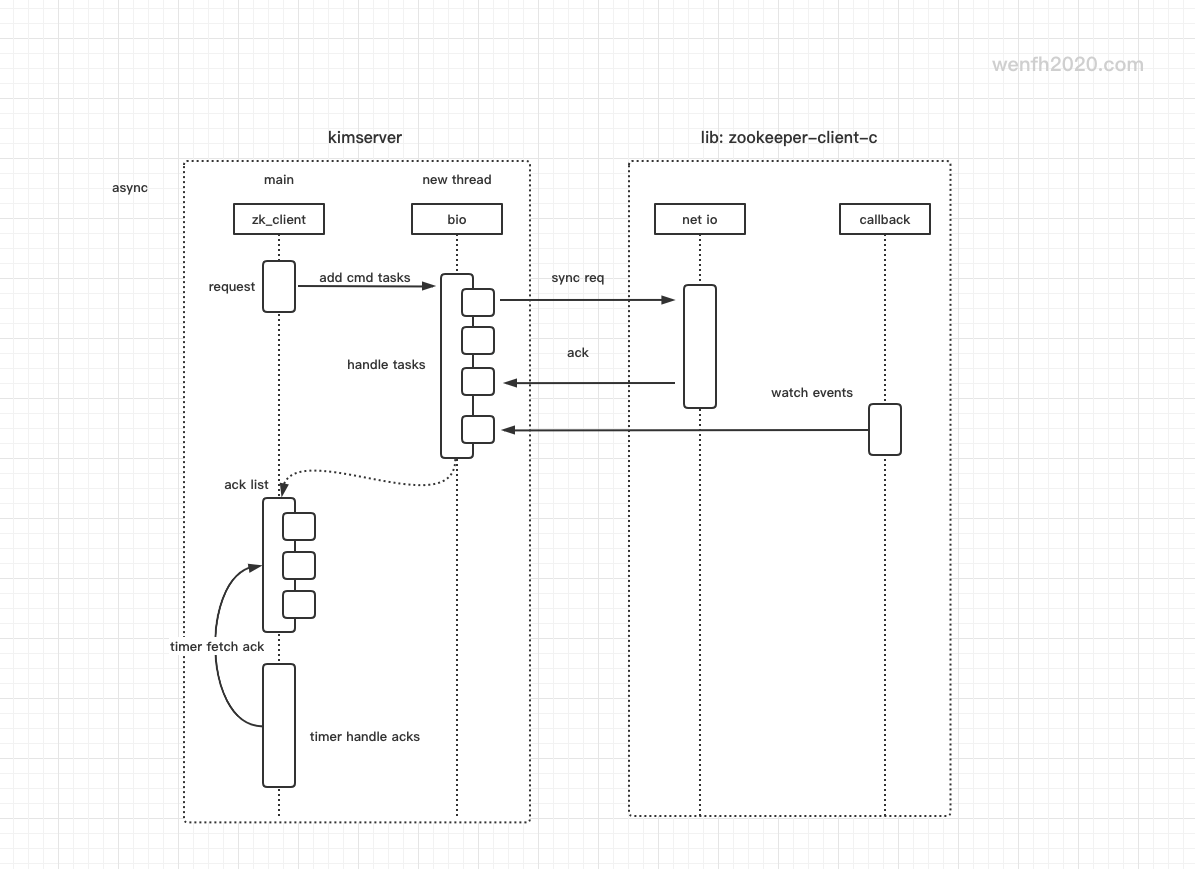 wenfh2020.com
kimserver
lib: zookeeper-client-c
async
main
new thread
zk_client
bio
net io
callback
request
add cmd tasks
sync req
handle tasks
ack
watch events
ack list
timer fetch ack
timer handle acks